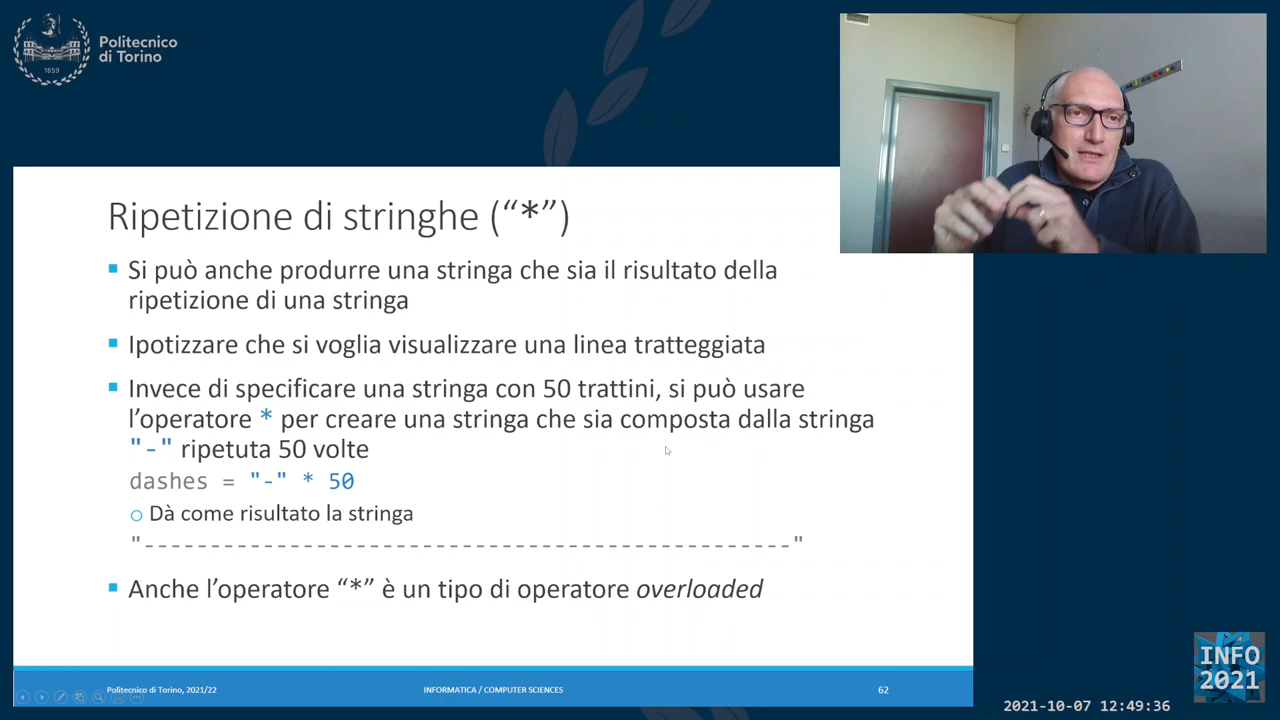 Politecnico
di Torino
1859
Ripetizione di stringhe (“*”)
Si può anche produrre una stringa che sia il risultato della
ripetizione di una stringa
Ipotizzare che si voglia visualizzare una linea tratteggiata
Invece di specificare una stringa con 50 trattini, si può usare
l’operatore * per creare una stringa che sia composta dalla stringa
"-" ripetuta 50 volte
dashes = "-" * 50
Dà come risultato la stringa
"--------------------------------------------------"
Anche l’operatore “*” è un tipo di operatore overloaded
Politecnico di Torino, 2021/22
INFORMATICA / COMPUTER SCIENCES
62
INFO
2021
2021-10-07 12:49:36